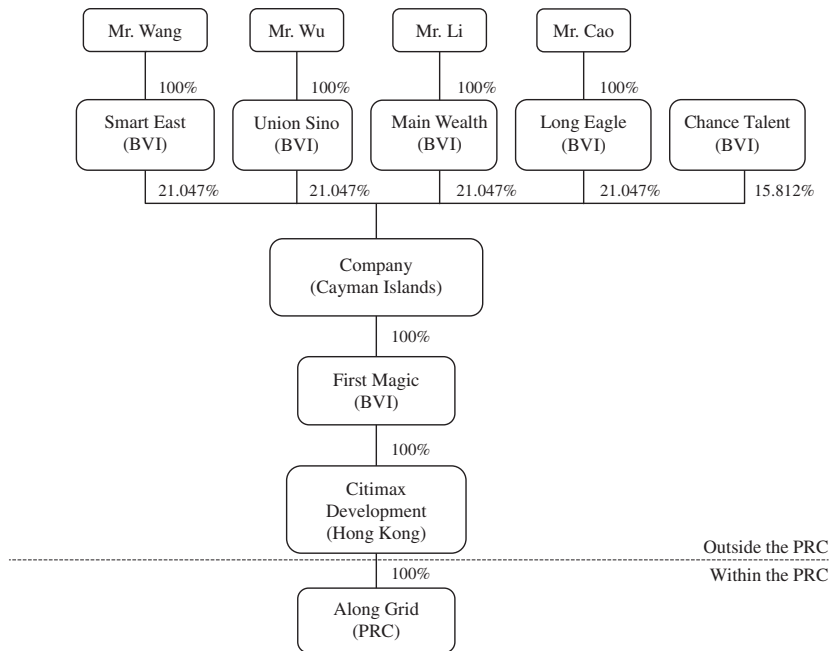 Mr. Wang
Mr. Wu
Mr. Li
Mr. Cao
100%
100%
100%
100%
Smart East
(BVI)
Union Sino
(BVI)
Main Wealth
(BVI)
Long Eagle
(BVI)
Chance Talent
(BVI)
21.047%
21.047%
21.047%
21.047%
15.812%
Company
(Cayman Islands)
100%
First Magic
(BVI)
100%
Citimax
Development
(Hong Kong)
Outside the PRC
100%
Within the PRC
Along Grid
(PRC)